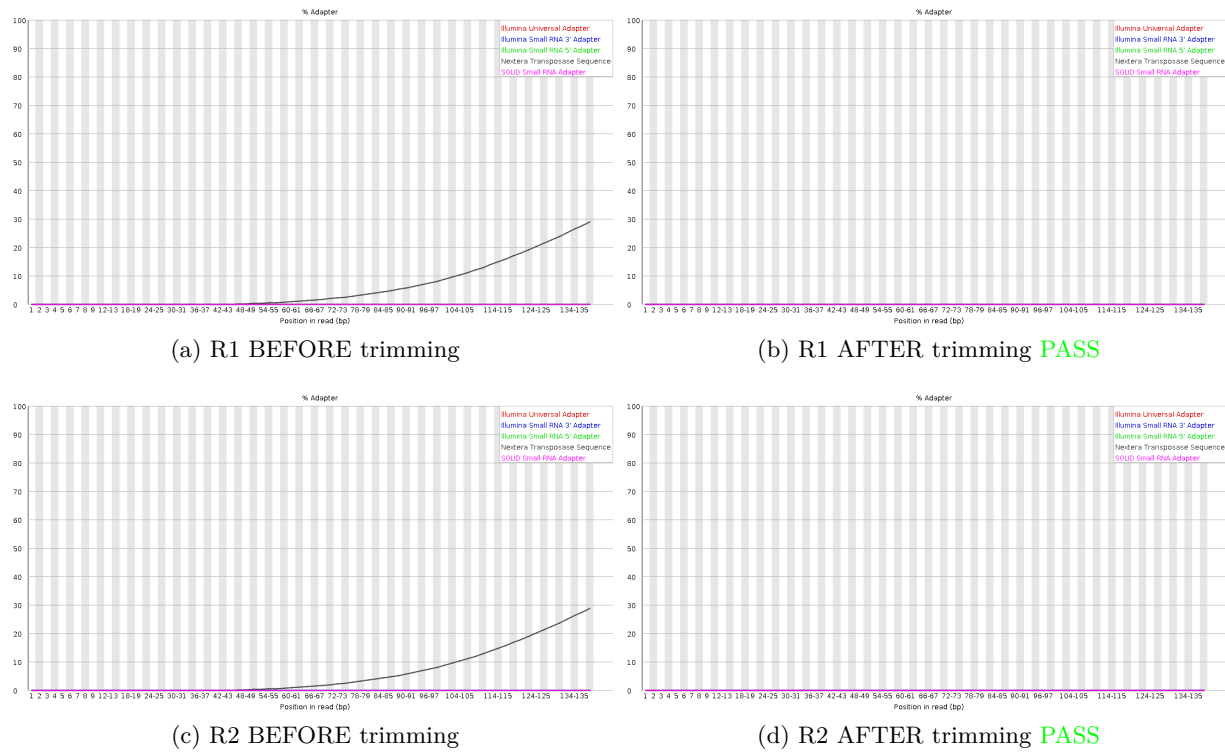 % Adapter
100
90
80
70
60
50
40
30
20
10
0
Illumina Universal Adapter
Illumina Small RNA 3' Adapter
Illumina Small RNA 5' Adapter
Nextera Transposase Sequence
SOLID Small RNA Adapter
1 2 3 4 5 6 7 8 9 12-13 18-19 24-25 30-31 36-37 42-43 48-49 54-55 60-61 66-67 72-73 78-79 84-85 90-91 96-97 104-105 114-115 124-125 134-135
Position in read (bp)
(a) R1 BEFORE trimming
% Adapter
100
90
80
70
60
50
40
30
20
10
0
Illumina Universal Adapter
Illumina Small RNA 3' Adapter
Illumina Small RNA 5' Adapter
Nextera Transposase Sequence
SOLID Small RNA Adapter
1 2 3 4 5 6 7 8 9 12-13 18-19 24-25 30-31 36-37 42-43 48-49 54-55 60-61 66-67 72-73 78-79 84-85 90-91 96-97 104-105 114-115 124-125 134-135
Position in read (bp)
(b) R1 AFTER trimming PASS
% Adapter
100
90
80
70
60
50
40
30
20
10
0
Illumina Universal Adapter
Illumina Small RNA 3' Adapter
Illumina Small RNA 5' Adapter
Nextera Transposase Sequence
SOLID Small RNA Adapter
1 2 3 4 5 6 7 8 9 12-13 18-19 24-25 30-31 36-37 42-43 48-49 54-55 60-61 66-67 72-73 78-79 84-85 90-91 96-97 104-105 114-115 124-125 134-135
Position in read (bp)
(c) R2 BEFORE trimming
% Adapter
100
90
80
70
60
50
40
30
20
10
0
Illumina Universal Adapter
Illumina Small RNA 3' Adapter
Illumina Small RNA 5' Adapter
Nextera Transposase Sequence
SOLID Small RNA Adapter
1 2 3 4 5 6 7 8 9 12-13 18-19 24-25 30-31 36-37 42-43 48-49 54-55 60-61 66-67 72-73 78-79 84-85 90-91 96-97 104-105 114-115 124-125 134-135
Position in read (bp)
(d) R2 AFTER trimming PASS